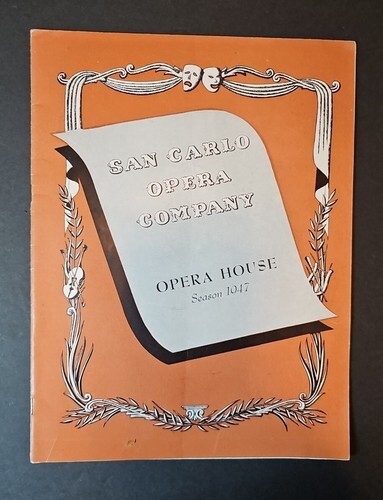 SAN CARLO
OPERA
COMPANY
OPERA HOUSE
Season 1947